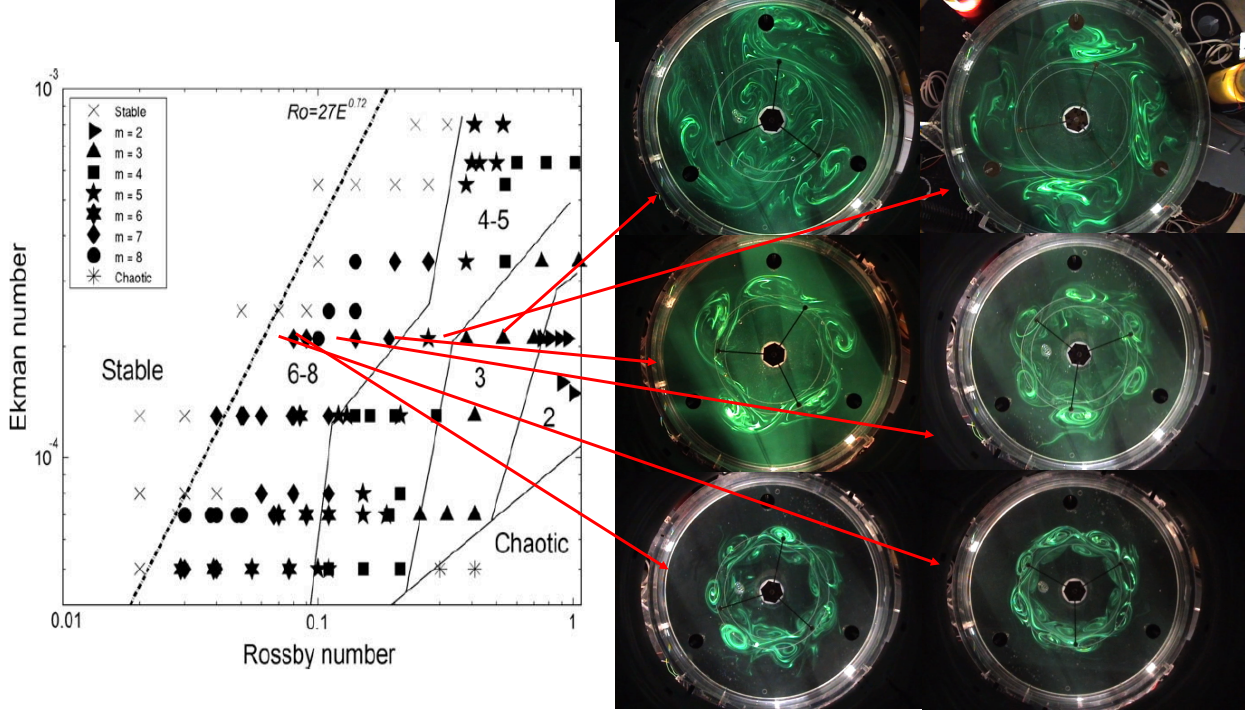 Ro=27E^0.72
10^-3
Stable
m = 2
m = 3
m = 4
m = 5
m = 6
m = 7
m = 8
Chaotic
4-5
Ekman number
Stable
6-8
3
2
10^-4
Chaotic
0.01
0.1
1
Rossby number